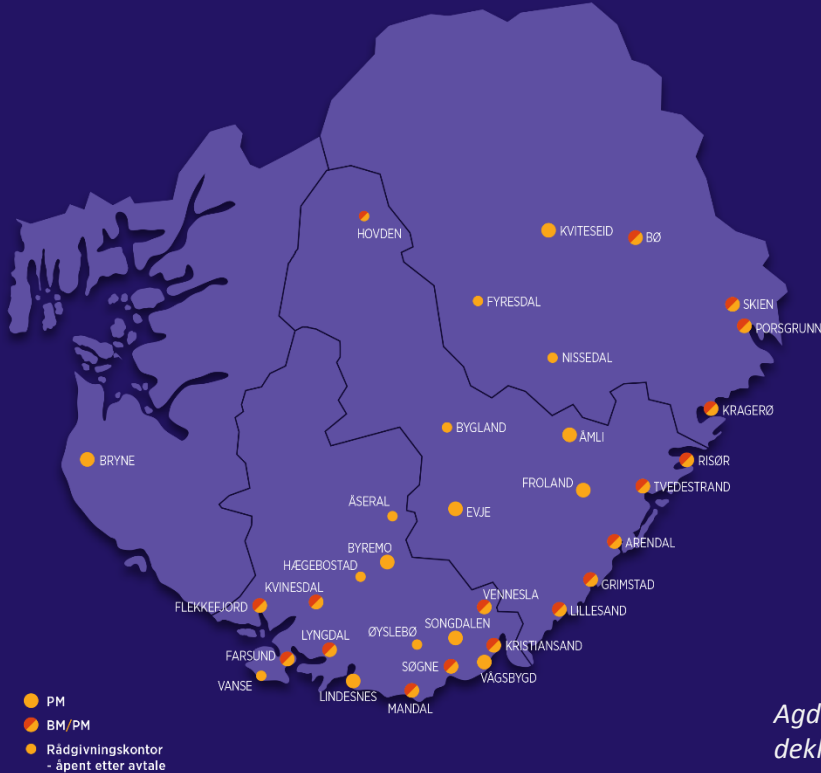 HOVDEN
KVITESEID
BØ
FYRESDAL
SKIEN
PORSGRUNN
NISSEDAL
KRAGERØ
BYGLAND
ÅMLI
BRYNE
RISØR
FROLAND
TVEDESTRAND
ÅSERAL
EVJE
ARENDAL
BYREMO
HÆGEBOSTAD
GRIMSTAD
KVINESDAL
VENNESLA
FLEKKEFJORD
LILLESAND
SONGDALEN
LYNGDAL
ØYSLEBØ
KRISTIANSAND
FARSUND
SØGNE
VÅGSBYGD
VANSE
LINDESNES
MANDAL
PM
BM/PM
Rådgivningskontor
- åpent etter avtale
Agd
dekl